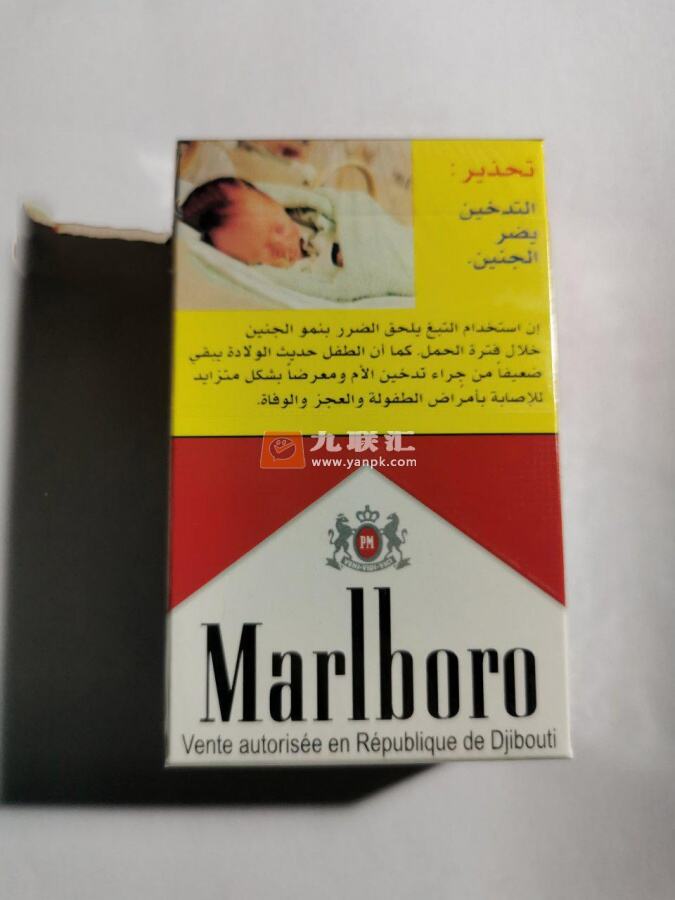 تحذير:
التدخين
يضر
الجنين.
إن استخدام التبغ يلحق الضرر بنمو الجنين
خلال فترة الحمل. كما أن الطفل حديث الولادة يبقي
ضعيفاً من جراء تدخين الأم ومعرضاً بشكل متزايد
للإصابة بأمراض الطفولة والعجز والوفاة.
九联汇
www.yanpk.com
PM
VENI·VIDI·VICI
Marlboro
Vente autorisée en République de Djibouti